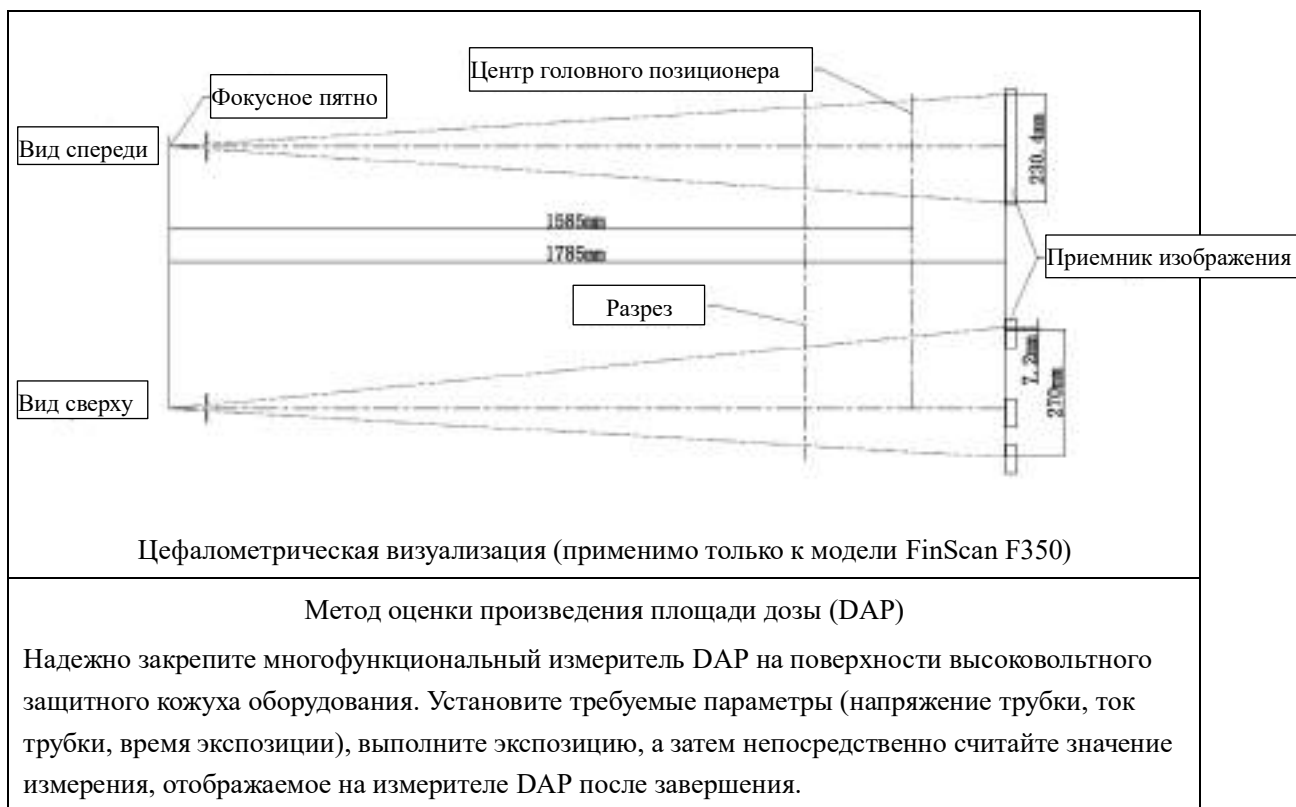 Центр головного позиционера
Фокусное пятно
Вид спереди
230.4mm
1585mm
1785mm
Приемник изображения
Разрез
7.2mm
270mm
Вид сверху
Цефалометрическая визуализация (применимо только к модели FinScan F350)
Метод оценки произведения площади дозы (DAP)
Надежно закрепите многофункциональный измеритель DAP на поверхности высоковольтного
защитного кожуха оборудования. Установите требуемые параметры (напряжение трубки, ток
трубки, время экспозиции), выполните экспозицию, а затем непосредственно считайте значение
измерения, отображаемое на измерителе DAP после завершения.